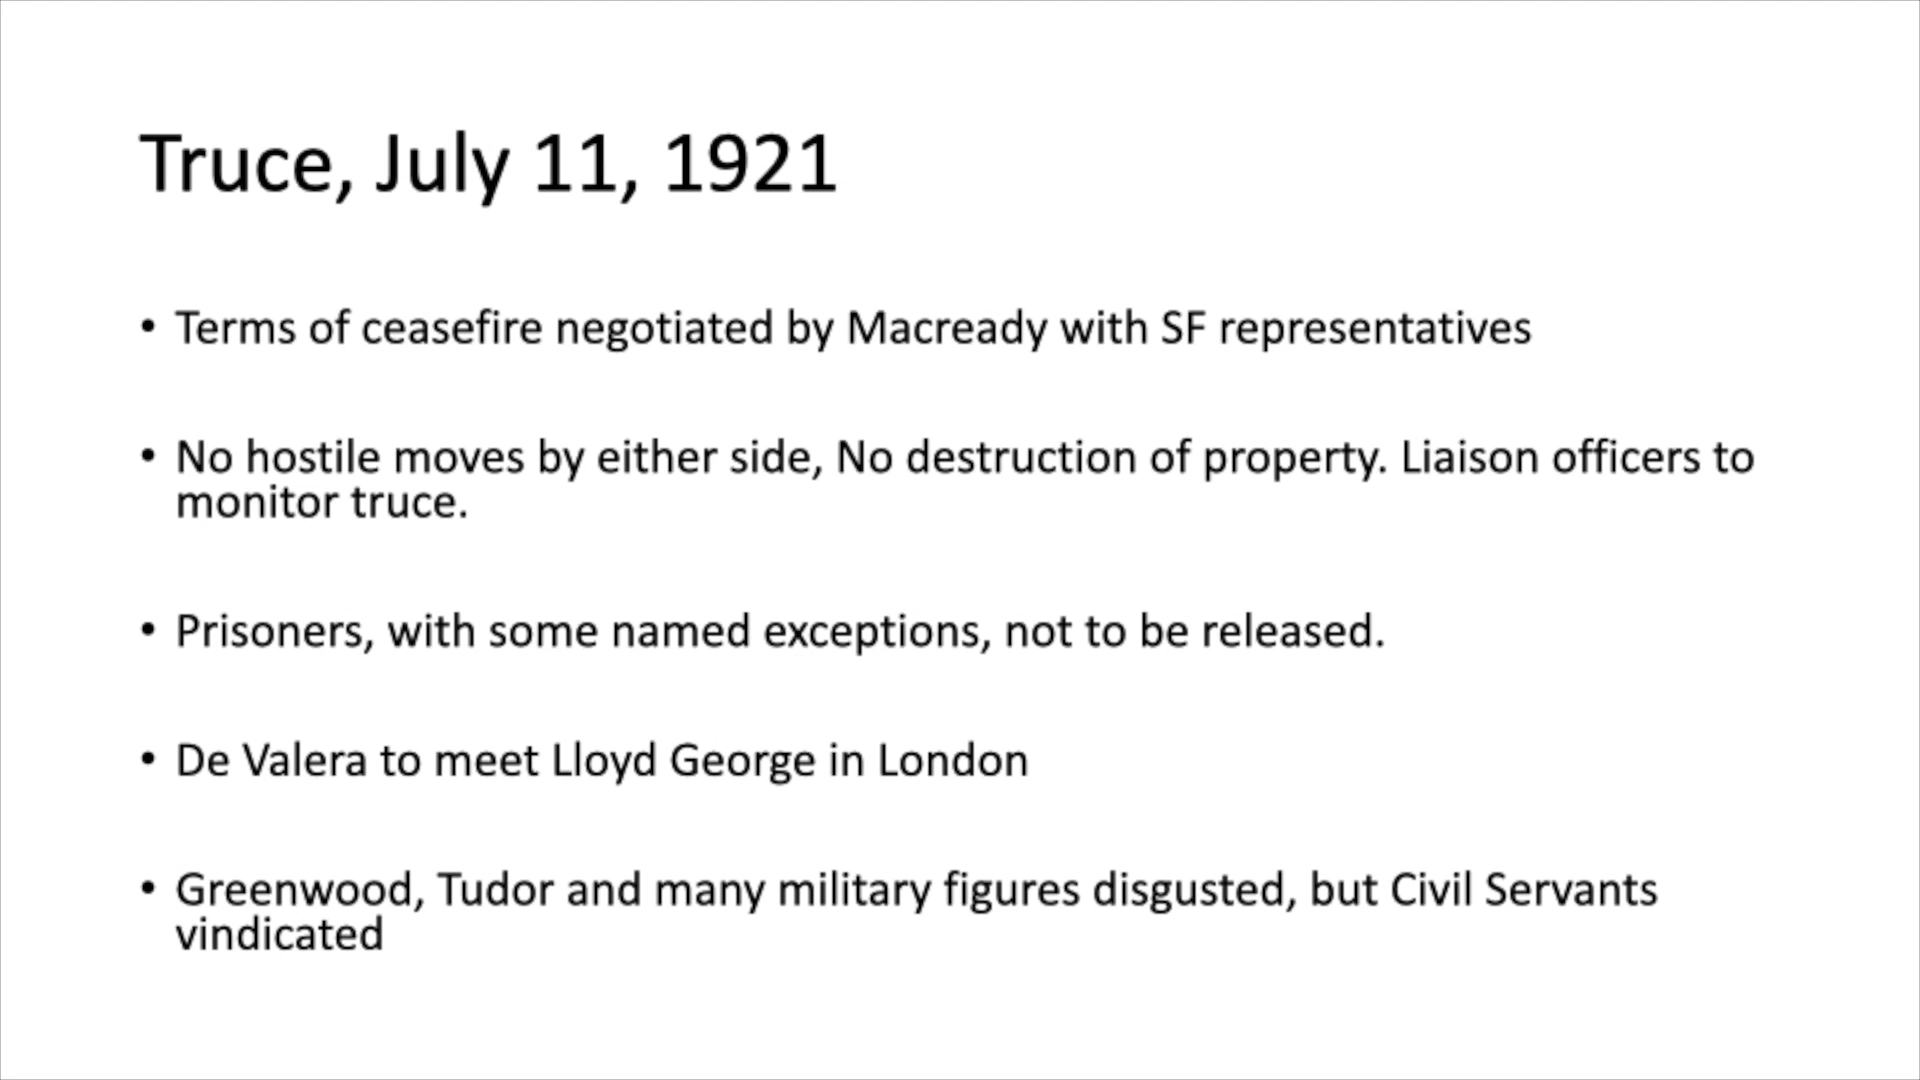 Truce, July 11, 1921
• Terms of ceasefire negotiated by Macready with SF representatives
• No hostile moves by either side, No destruction of property. Liaison officers to
monitor truce.
• Prisoners, with some named exceptions, not to be released.
• De Valera to meet Lloyd George in London
• Greenwood, Tudor and many military figures disgusted, but Civil Servants
vindicated